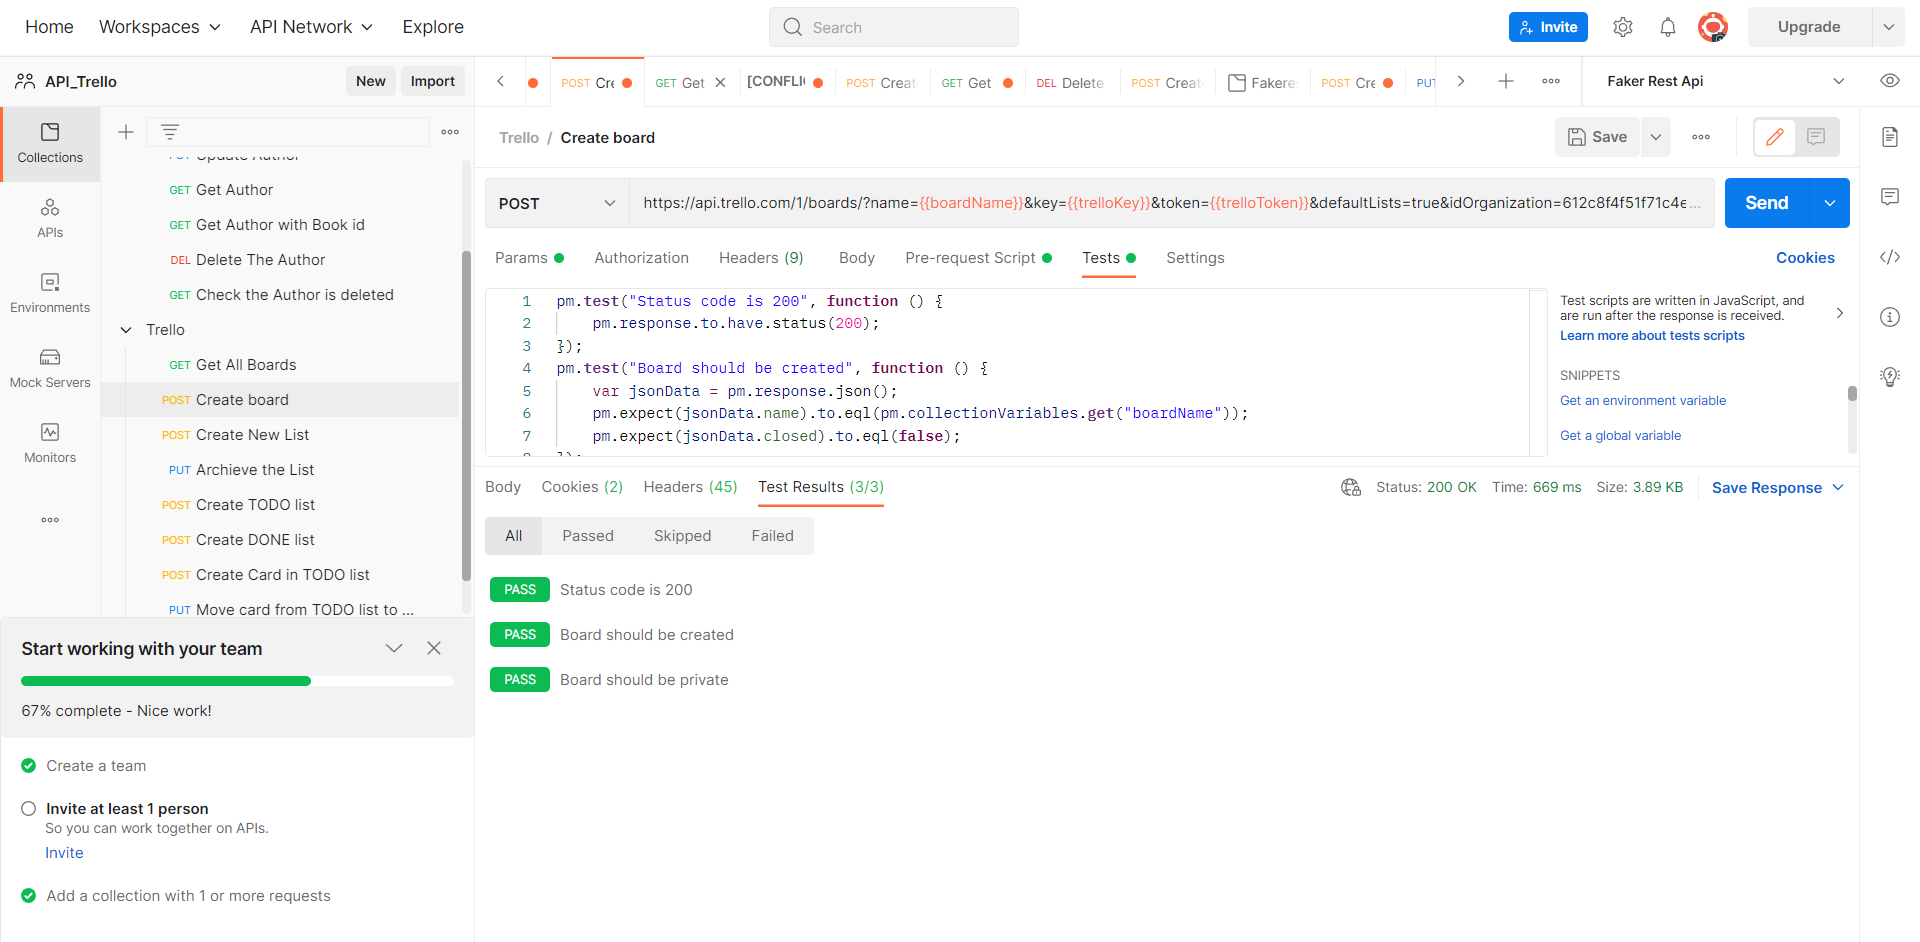 Home
Workspaces
API Network
Explore
Search
Invite
Upgrade
API_Trello
New
Import
POST Cre
GET Get
[CONFLI
POST Creat
GET Get
DEL Delete
POST Creat
Fakere
POST Cre
PUT
Faker Rest Api
Collections
APIs
Environments
Mock Servers
Monitors
PUT Update Author
GET Get Author
GET Get Author with Book id
DEL Delete The Author
GET Check the Author is deleted
Trello
GET Get All Boards
POST Create board
POST Create New List
PUT Archieve the List
POST Create TODO list
POST Create DONE list
POST Create Card in TODO list
PUT Move card from TODO list to ...
Start working with your team
67% complete - Nice work!
Create a team
Invite at least 1 person
So you can work together on APIs.
Invite
Add a collection with 1 or more requests
Trello / Create board
Save
POST
https://api.trello.com/1/boards/?name={{boardName}}&key={{trelloKey}}&token={{trelloToken}}&defaultLists=true&idOrganization=612c8f4f51f71c4e...
Send
Params
Authorization
Headers (9)
Body
Pre-request Script
Tests
Settings
Cookies
1 pm.test("Status code is 200", function () {
2 pm.response.to.have.status(200);
3 });
4 pm.test("Board should be created", function () {
5 var jsonData = pm.response.json();
6 pm.expect(jsonData.name).to.eql(pm.collectionVariables.get("boardName"));
7 pm.expect(jsonData.closed).to.eql(false);
8 });
Test scripts are written in JavaScript, and
are run after the response is received.
Learn more about tests scripts
SNIPPETS
Get an environment variable
Get a global variable
Body
Cookies (2)
Headers (45)
Test Results (3/3)
Status: 200 OK
Time: 669 ms
Size: 3.89 KB
Save Response
All
Passed
Skipped
Failed
PASS Status code is 200
PASS Board should be created
PASS Board should be private